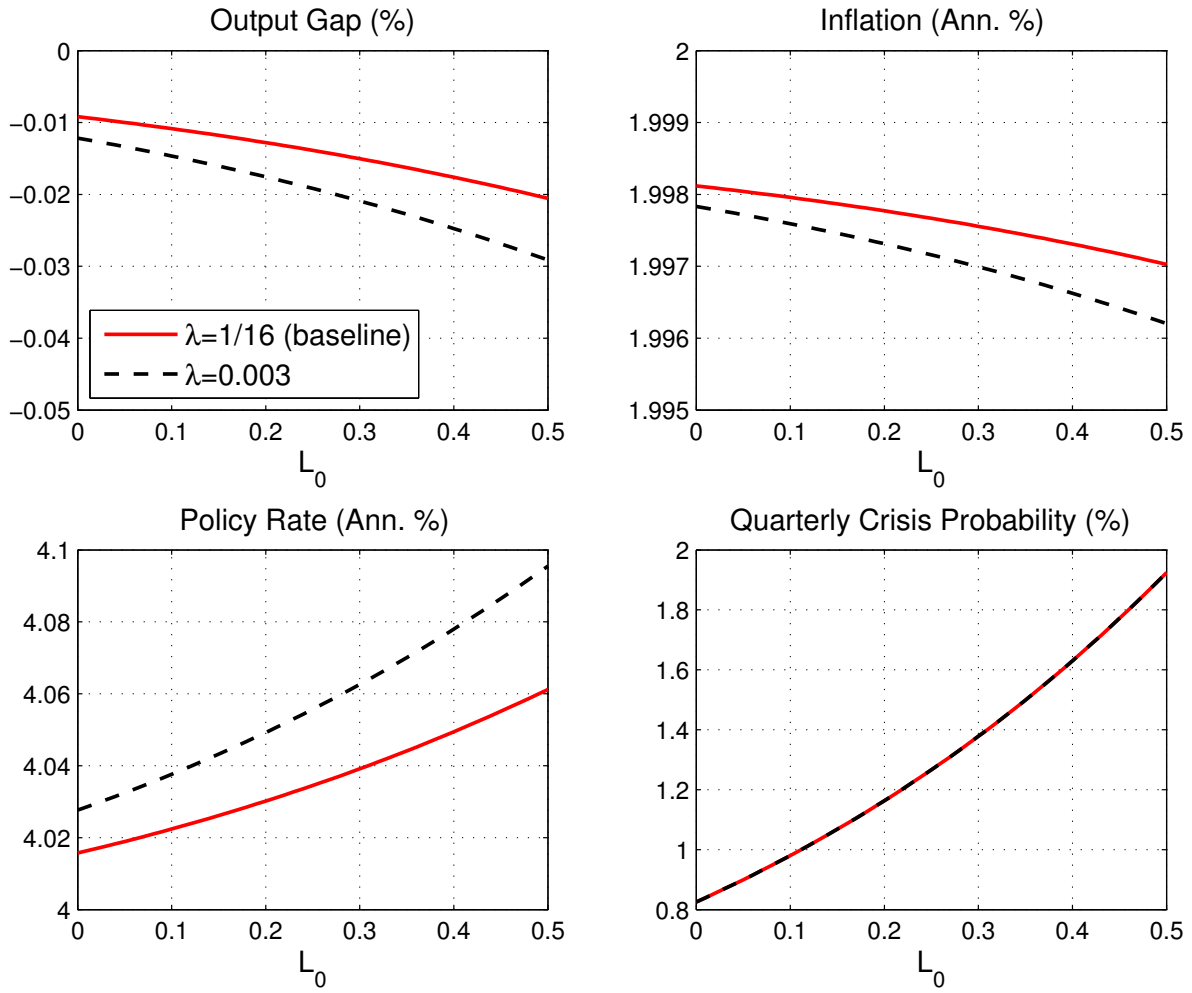 Output Gap (%)
0
−0.01
−0.02
−0.03
−0.04
−0.05
0 0.1 0.2 0.3 0.4 0.5
L0
λ=1/16 (baseline)
λ=0.003
Inflation (Ann. %)
2
1.999
1.998
1.997
1.996
1.995
0 0.1 0.2 0.3 0.4 0.5
L0
Policy Rate (Ann. %)
4.1
4.08
4.06
4.04
4.02
4
0 0.1 0.2 0.3 0.4 0.5
L0
Quarterly Crisis Probability (%)
2
1.8
1.6
1.4
1.2
1
0.8
0 0.1 0.2 0.3 0.4 0.5
L0